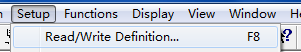 Setup Functions Display View Window H
Read/Write Definition... F8